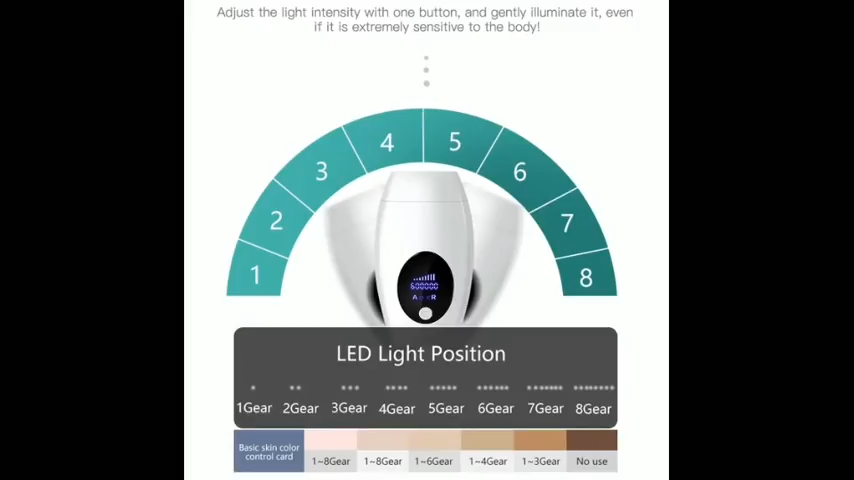 Adjust the light intensity with one button, and gently illuminate it, even
if it is extremely sensitive to the body!
1
2
3
4
5
6
7
8
600000
A R
LED Light Position
1Gear 2Gear 3Gear 4Gear 5Gear 6Gear 7Gear 8Gear
Basic skin color
control card
1~8Gear 1~8Gear 1~6Gear 1~4Gear 1~3Gear No use